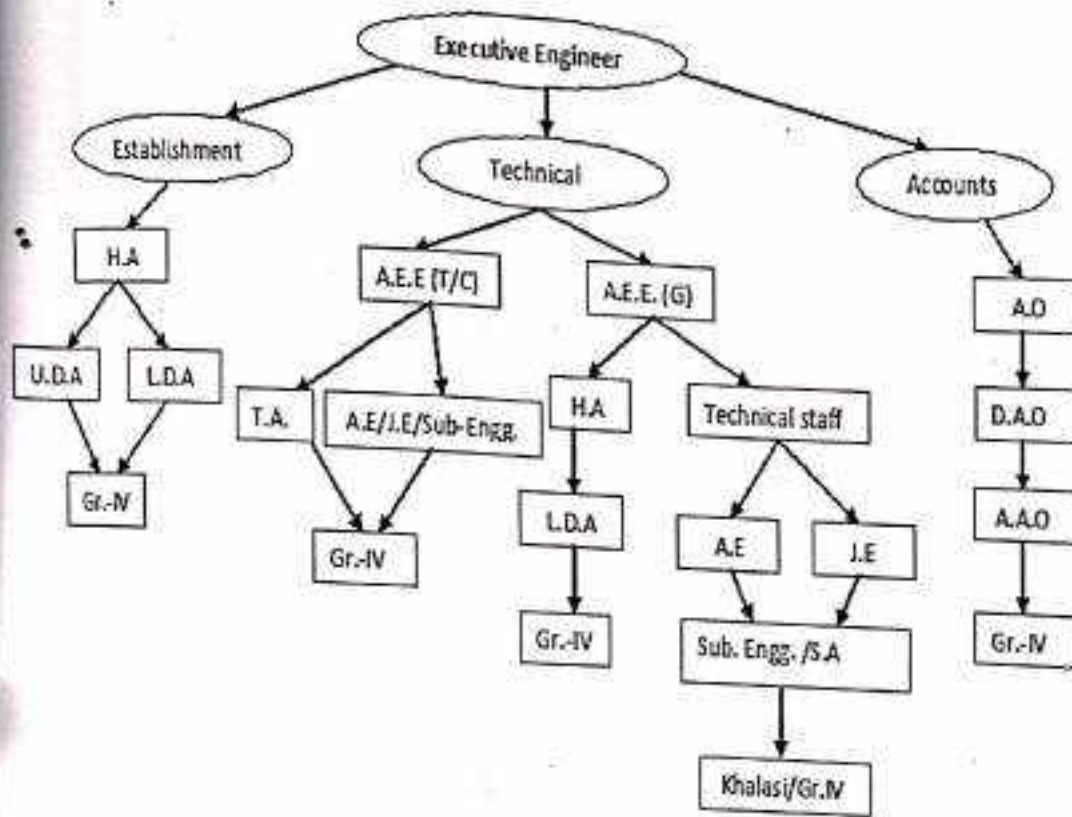 Executive Engineer
Establishment
Technical
Accounts
H.A
A.E.E (T/C)
A.E.E. (G)
A.O
U.D.A
L.D.A
T.A.
A.E/J.E/Sub-Engg.
H.A
Technical staff
D.A.O
Gr.-IV
Gr.-IV
L.D.A
A.E
J.E
A.A.O
Gr.-IV
Sub. Engg. /S.A
Gr.-IV
Khalasi/Gr.IV